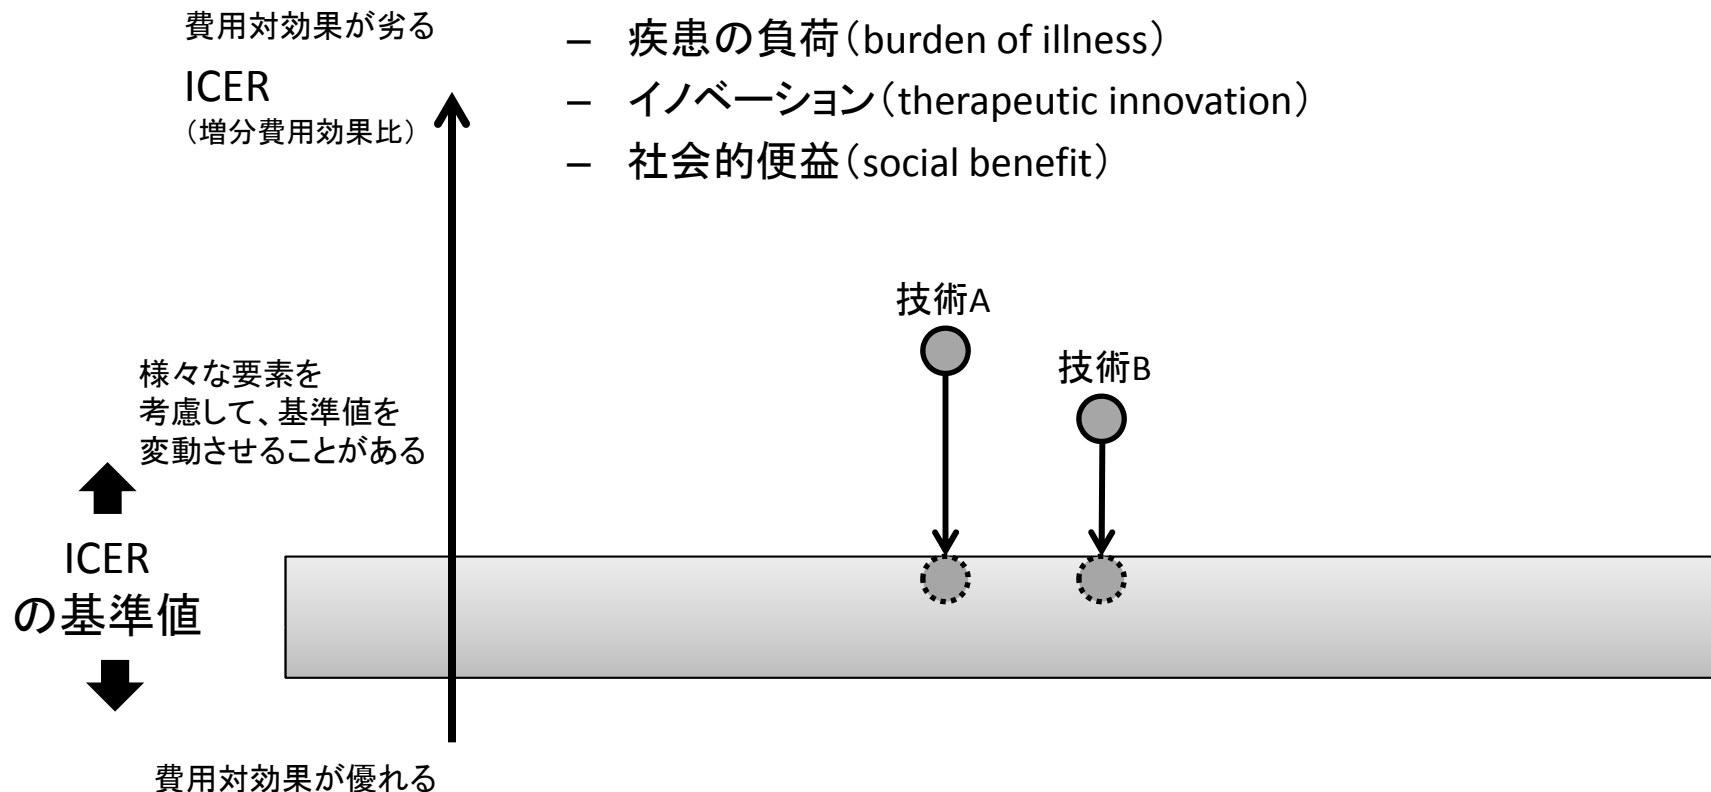 費用対効果が劣る
ICER
（増分費用効果比）
– 疾患の負荷（burden of illness）
– イノベーション（therapeutic innovation）
– 社会的便益（social benefit）
技術A
技術B
様々な要素を
考慮して、基準値を
変動させることがある
ICER
の基準値
費用対効果が優れる